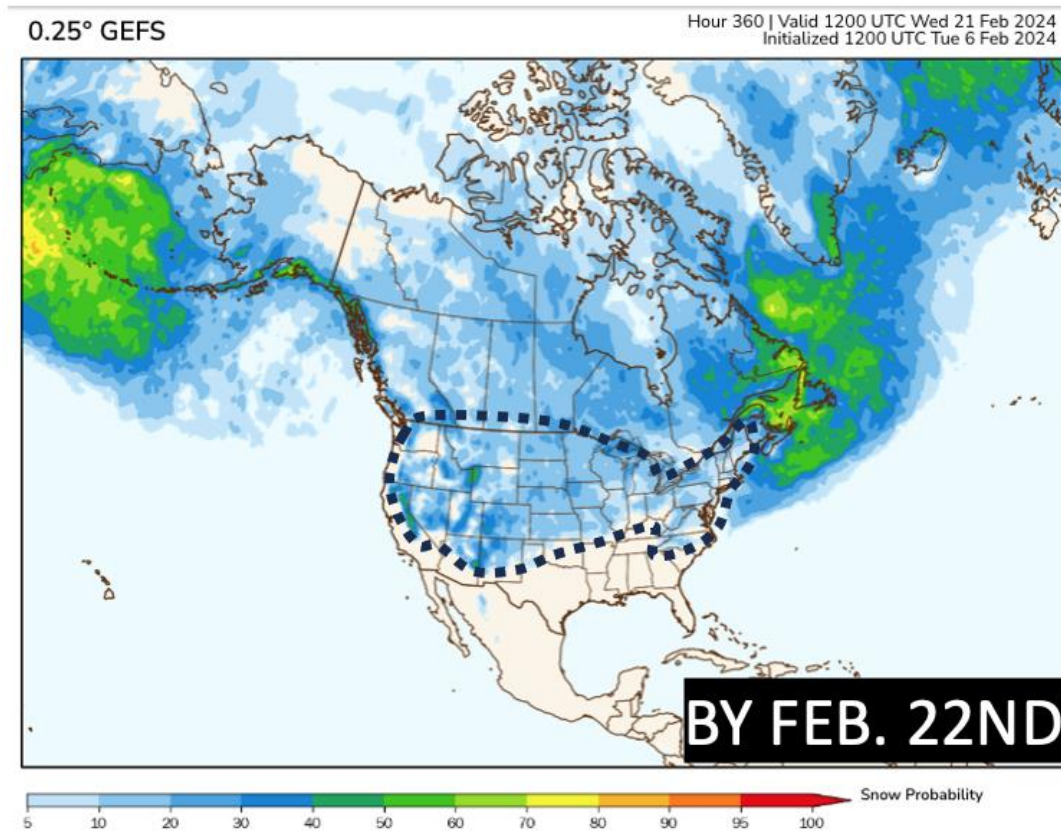 0.25° GEFS
Hour 360 | Valid 1200 UTC Wed 21 Feb 2024
Initialized 1200 UTC Tue 6 Feb 2024
BY FEB. 22ND
Snow Probability
5 10 20 30 40 50 60 70 80 90 95 100